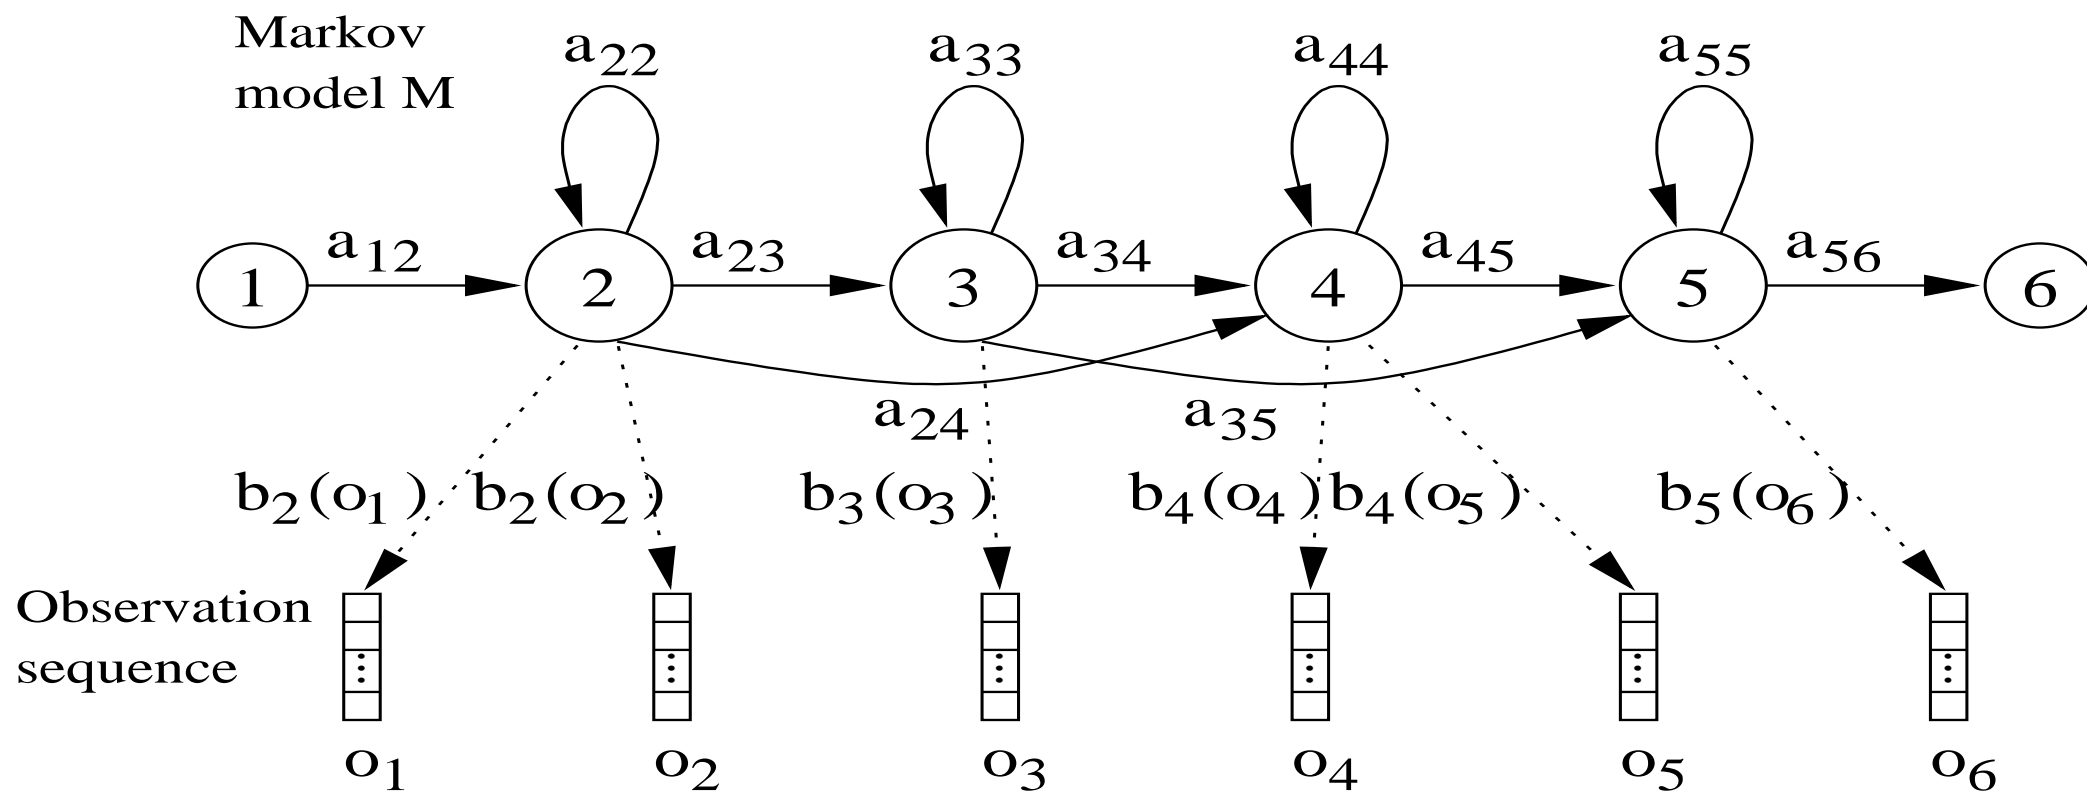 Markov
model M
a22 a33 a44 a55
a12 a23 a34 a45 a56
1 2 3 4 5 6
a24 a35
b2(o1) b2(o2) b3(o3) b4(o4) b4(o5) b5(o6)
Observation
sequence
o1 o2 o3 o4 o5 o6